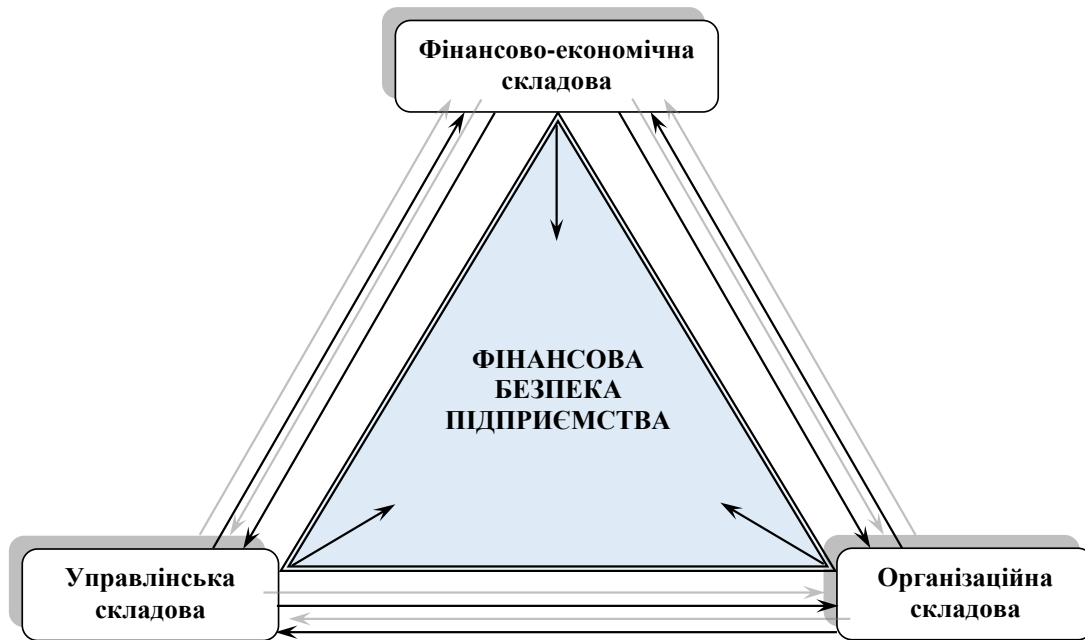 Фінансово-економічна
складова
ФІНАНСОВА
БЕЗПЕКА
ПІДПРИЄМСТВА
Управлінська
складова
Організаційна
складова